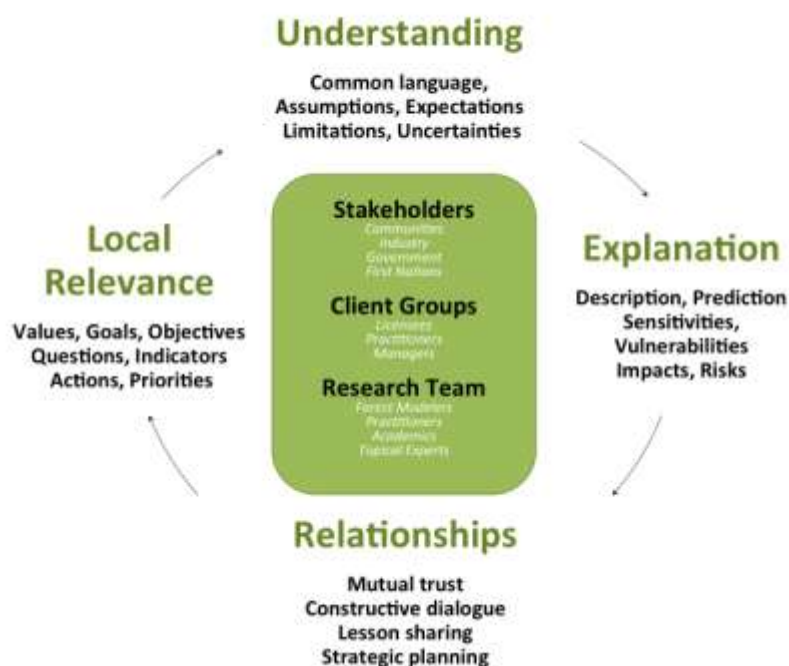 Understanding
Common language,
Assumptions, Expectations
Limitations, Uncertainties
Stakeholders
Communities
Industry
Government
First Nations
Client Groups
Licensees
Practitioners
Managers
Research Team
Forest Modelers
Practitioners
Academics
Topical Experts
Explanation
Description, Prediction
Sensitivities,
Vulnerabilities
Impacts, Risks
Relationships
Mutual trust
Constructive dialogue
Lesson sharing
Strategic planning
Local
Relevance
Values, Goals, Objectives
Questions, Indicators
Actions, Priorities